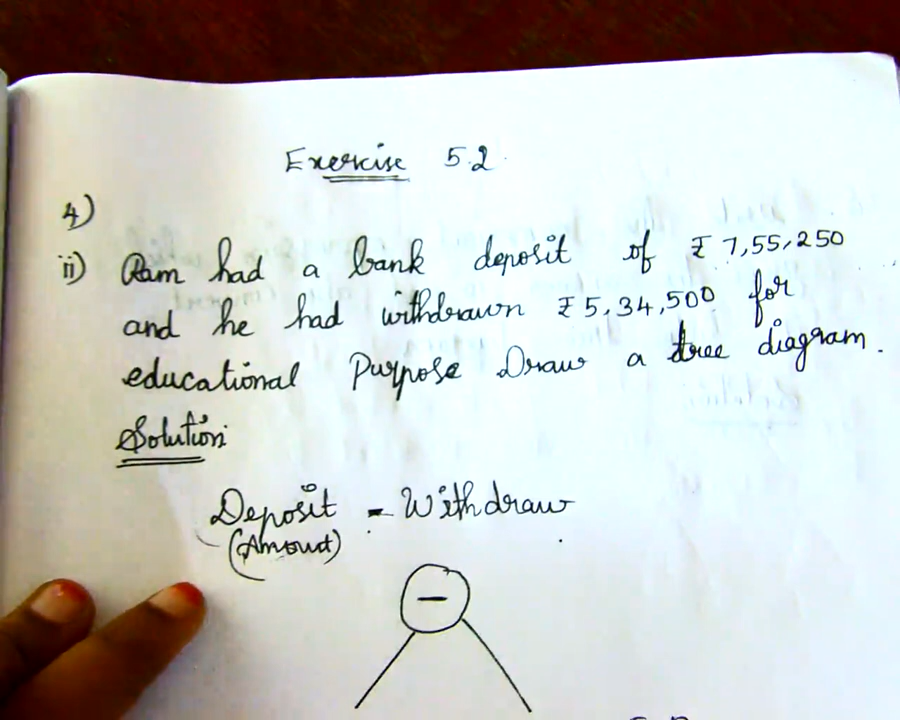 Exercise 5.2
4)
ii) Ram had a bank deposit of ₹ 7,55,250
and he had withdrawn ₹ 5,34,500 for
educational Purpose Draw a tree diagram.
Solution:
Deposit - Withdraw
(Amount)
-